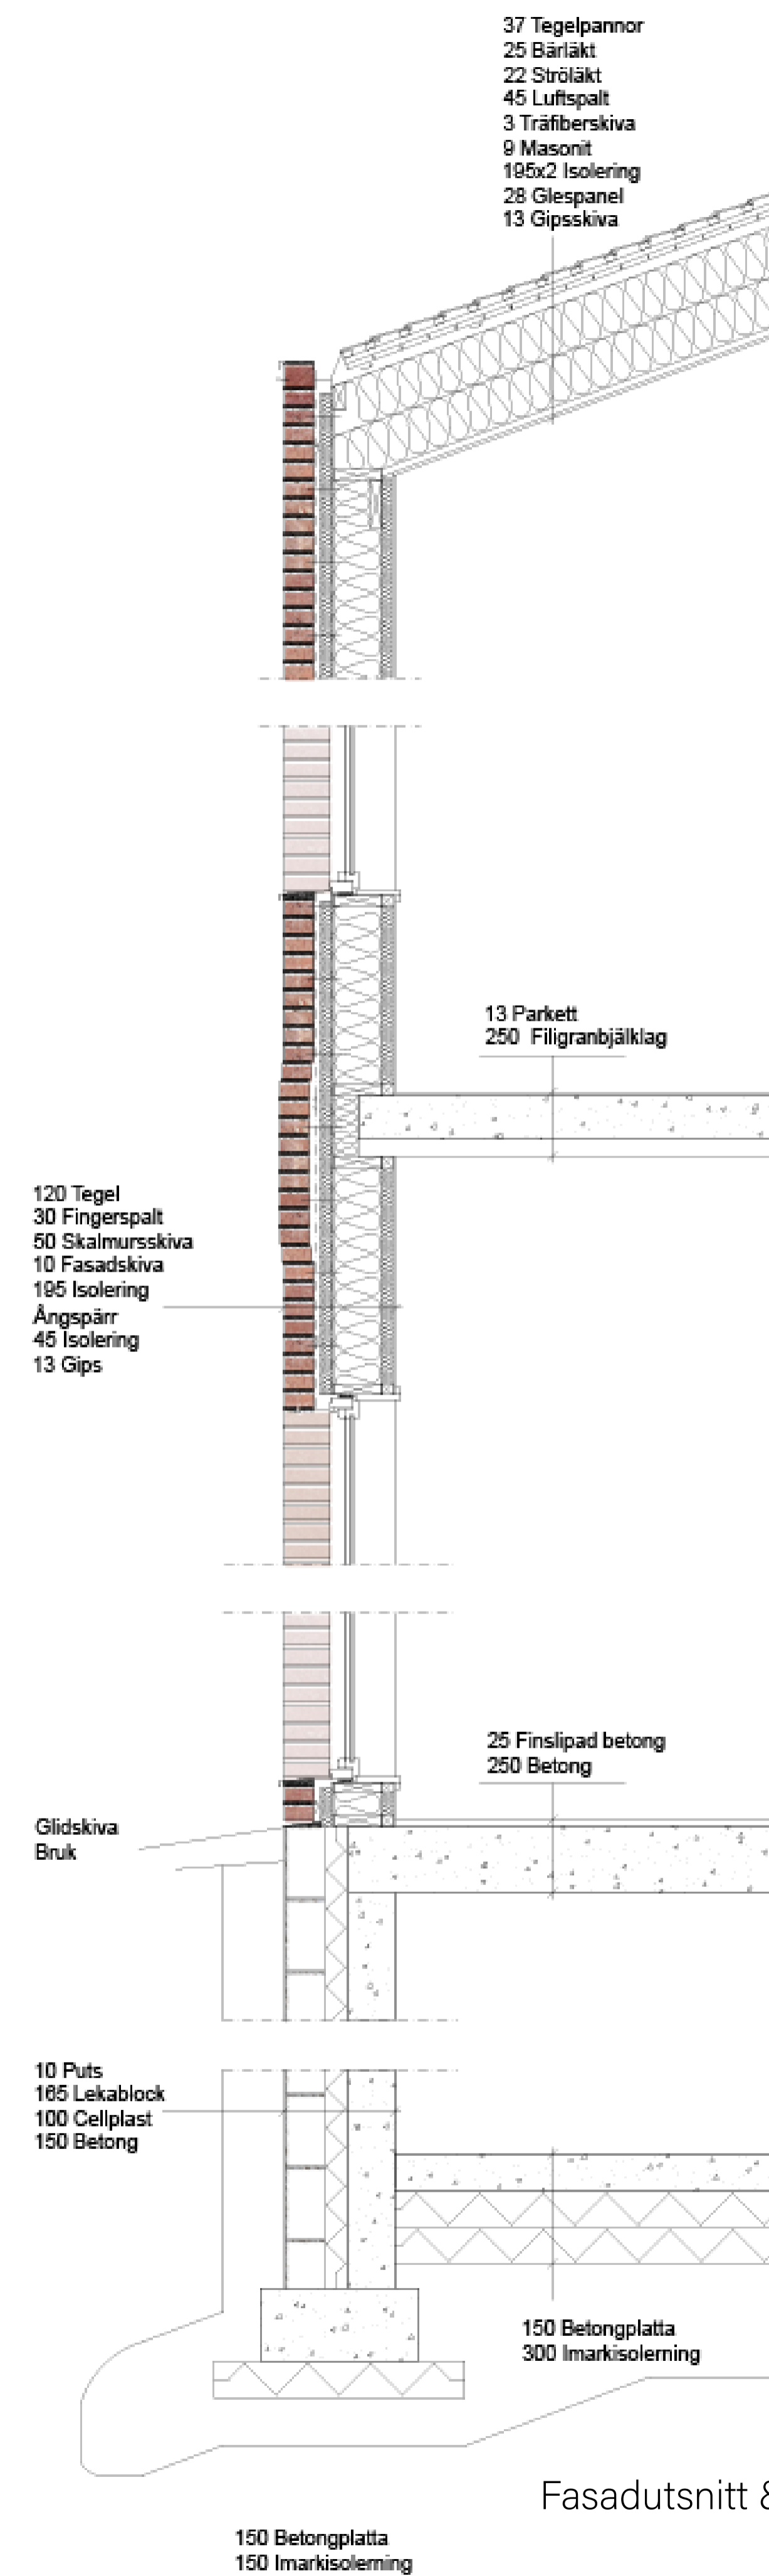 37 Tegelpannor
25 Bärläkt
22 Ströläkt
45 Luftspalt
3 Träfiberskiva
9 Masonit
195x2 Isolering
28 Glespanel
13 Gipsskiva
13 Parkett
250 Filigranbjälklag
120 Tegel
30 Fingerspalt
50 Skalmursskiva
10 Fasadskiva
195 Isolering
Ångspärr
45 Isolering
13 Gips
25 Finslipad betong
250 Betong
Glidskiva
Bruk
10 Puts
165 Lekablock
100 Cellplast
150 Betong
150 Betongplatta
300 Imarkisolerning
Fasadutsnitt &
150 Betongplatta
150 Imarkisolerning